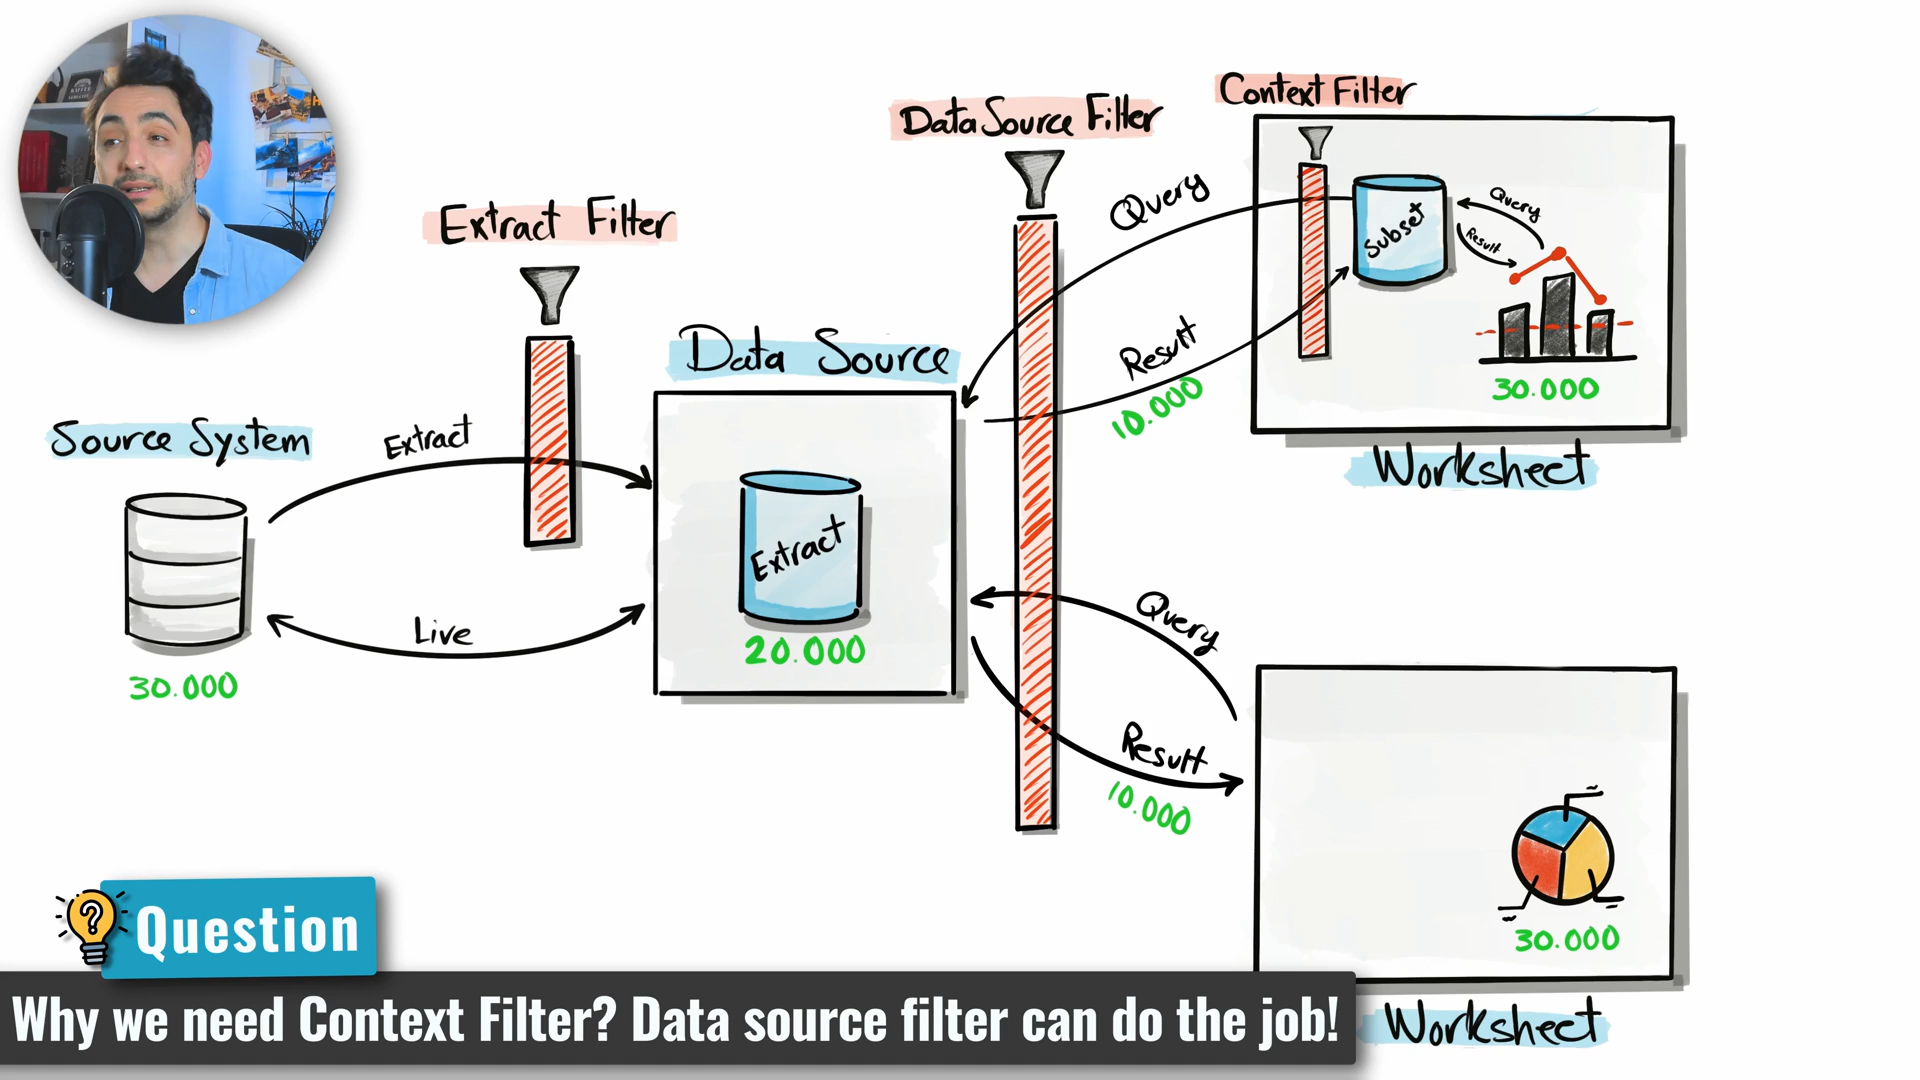 Context Filter
Data Source Filter
Query
Subset
Query
Result
Extract Filter
Result
10.000
30.000
Data Source
Source System
Extract
Worksheet
Extract
20.000
Live
30.000
Query
Result
10.000
30.000
Question
Why we need Context Filter? Data source filter can do the job!
Worksheet